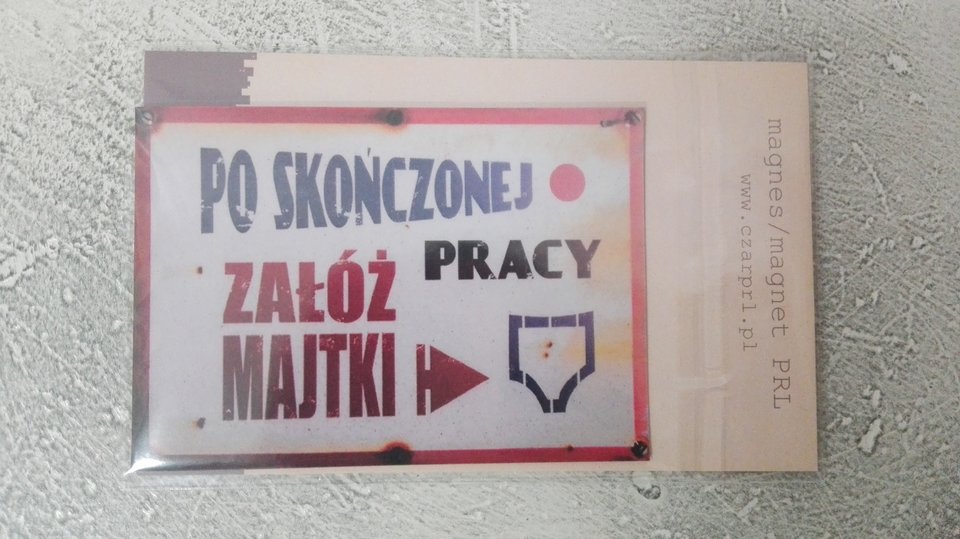 PO SKOŃCZONEJ
PRACY
ZAŁÓŻ
MAJTKI
magnes/magnet PRL
www.czarprl.pl